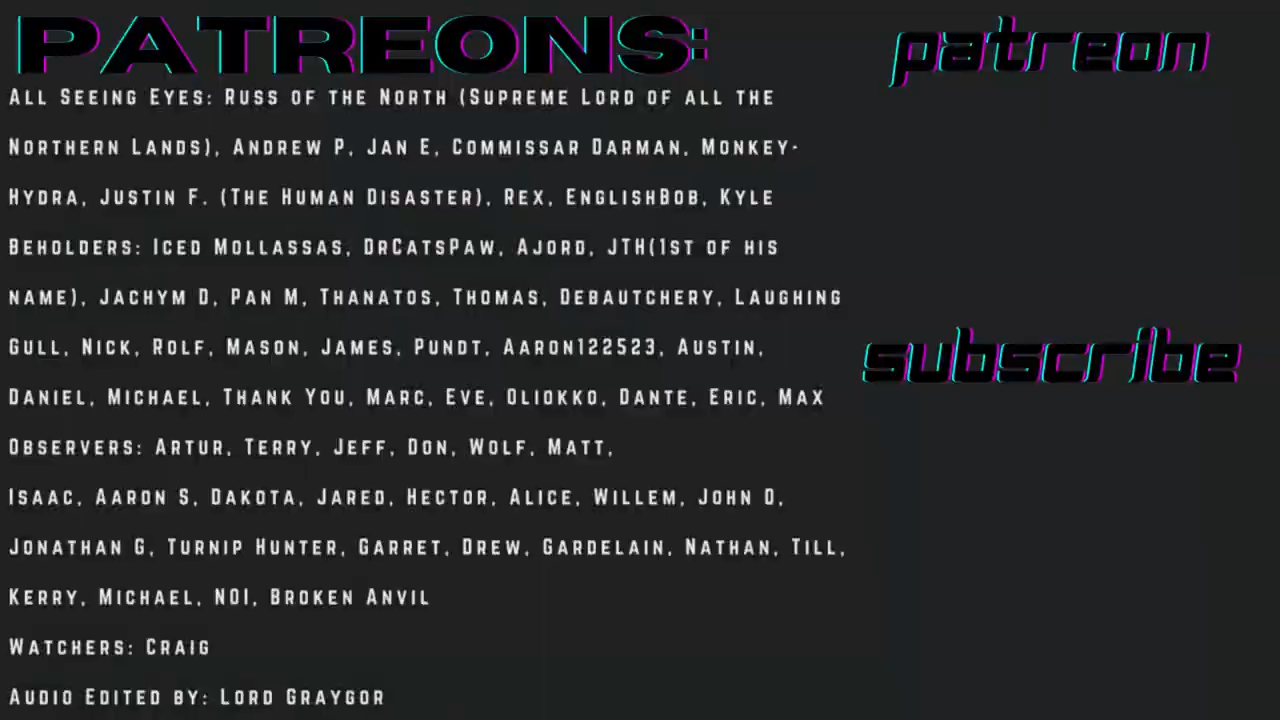 PATREONS:
patreon
All Seeing Eyes: Russ of the North (Supreme Lord of all the
Northern Lands), Andrew P, Jan E, Commissar Darman, Monkey-
Hydra, Justin F. (The Human Disaster), Rex, EnglishBob, Kyle
Beholders: Iced Mollassas, DrCatsPaw, Ajord, JTH(1st of his
name), Jachym D, Pan M, Thanatos, Thomas, Debautchery, Laughing
Gull, Nick, Rolf, Mason, James, Pundt, Aaron122523, Austin,
subscribe
Daniel, Michael, Thank You, Marc, Eve, Oliokko, Dante, Eric, Max
Observers: Artur, Terry, Jeff, Don, Wolf, Matt,
Isaac, Aaron S, Dakota, Jared, Hector, Alice, Willem, John D,
Jonathan G, Turnip Hunter, Garret, Drew, Gardelain, Nathan, Till,
Kerry, Michael, NOI, Broken Anvil
Watchers: Craig
Audio Edited by: Lord Graygor